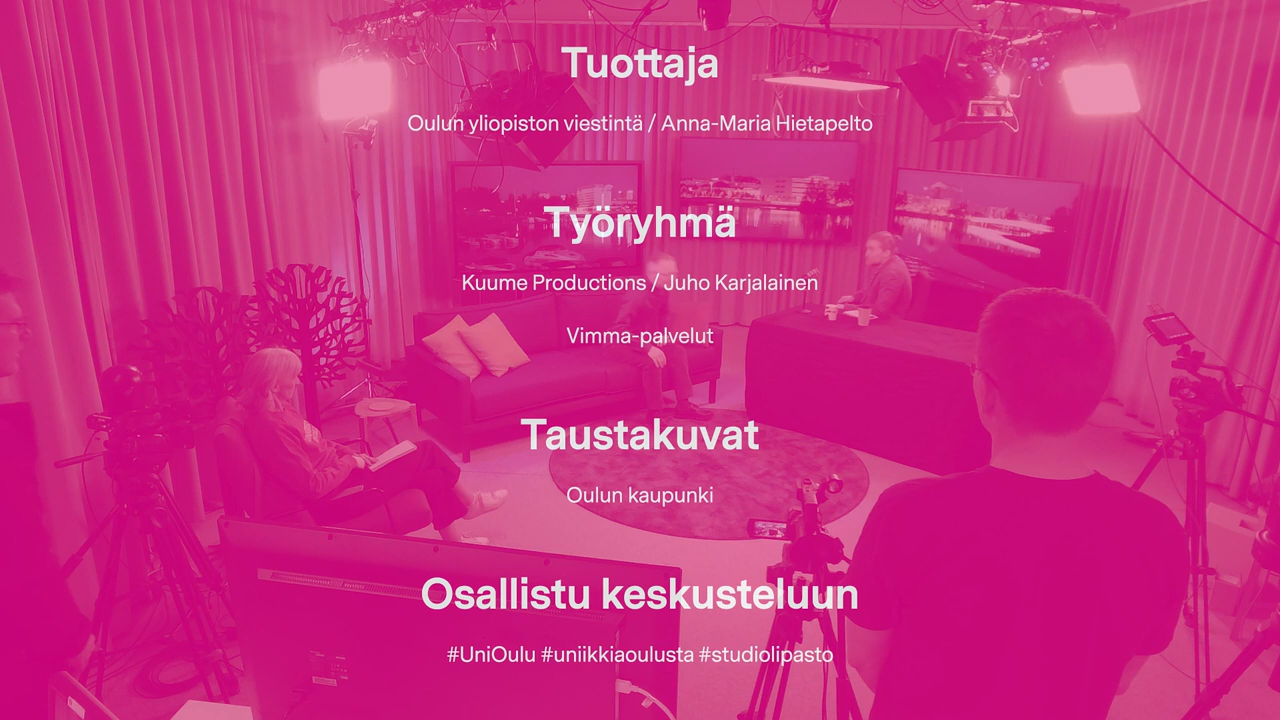 Tuottaja
Oulun yliopiston viestintä / Anna-Maria Hietapelto
Työryhmä
Kuume Productions / Juho Karjalainen
Vimma-palvelut
Taustakuvat
Oulun kaupunki
Osallistu keskusteluun
#UniOulu #uniikkiaoulusta #studiolipasto